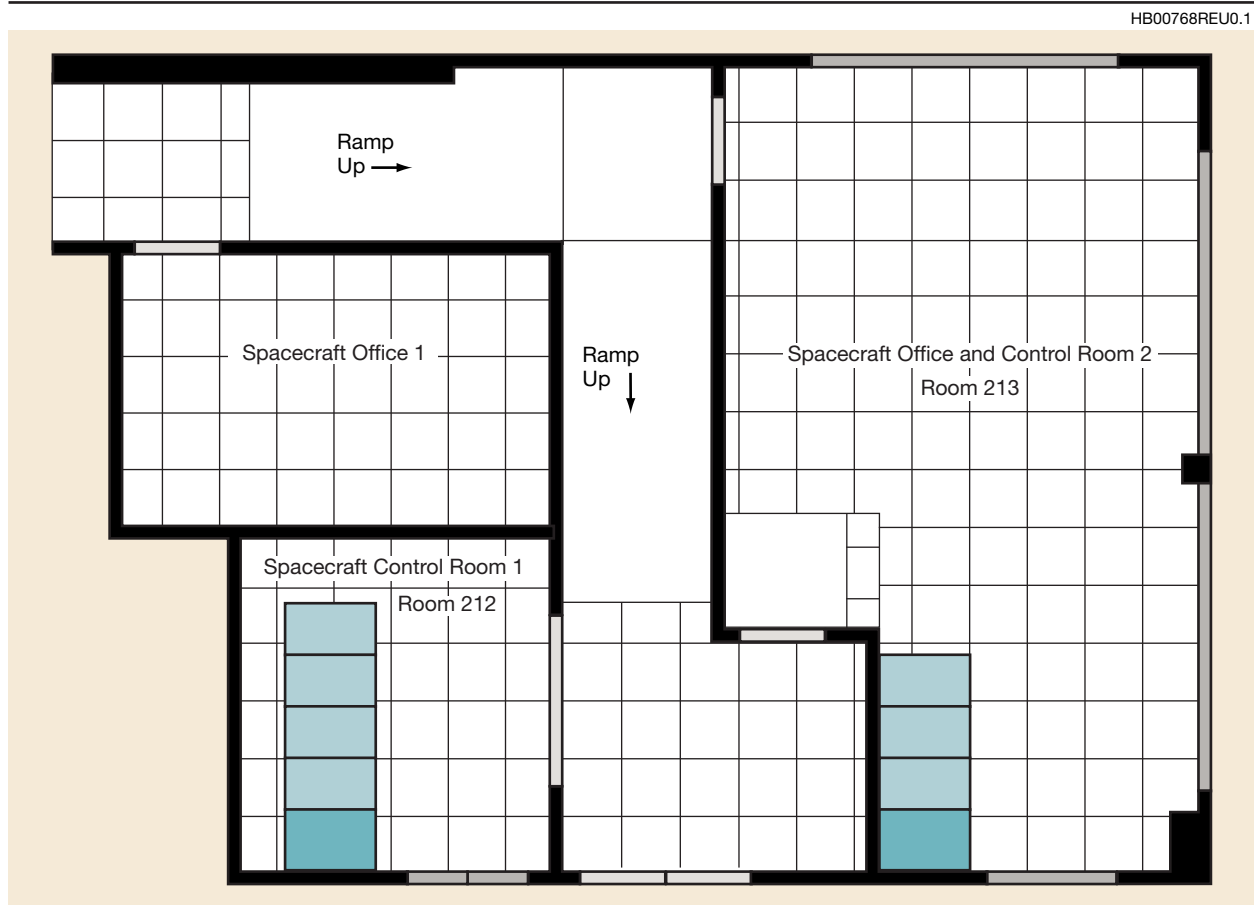 HB00768REU0.1
Ramp
Up
Spacecraft Office 1
Ramp
Up
Spacecraft Office and Control Room 2
Room 213
Spacecraft Control Room 1
Room 212